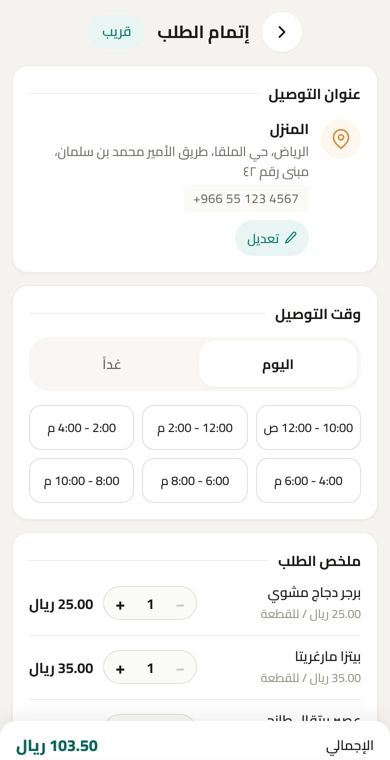 إتمام الطلب
قريب
عنوان التوصيل
المنزل
الرياض، حي الملقا، طريق الأمير محمد بن سلمان،
مبنى رقم ٤٢
+966 55 123 4567
تعديل
وقت التوصيل
اليوم
غداً
10:00 - 12:00 ص
12:00 - 2:00 م
2:00 - 4:00 م
4:00 - 6:00 م
6:00 - 8:00 م
8:00 - 10:00 م
ملخص الطلب
برجر دجاج مشوي
25.00 ريال / للقطعة
− 1 +
25.00 ريال
بيتزا مارغريتا
35.00 ريال / للقطعة
− 1 +
35.00 ريال
عصير برتقال طازج
الإجمالي
103.50 ريال